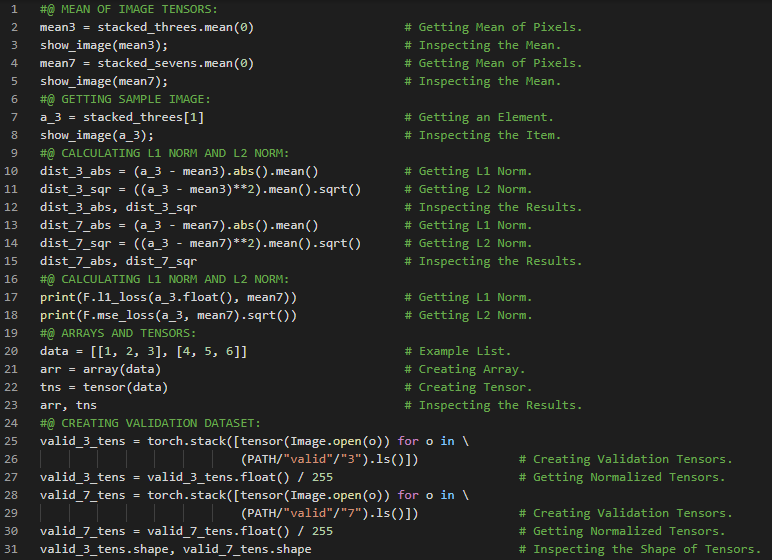 1 #@ MEAN OF IMAGE TENSORS:
2 mean3 = stacked_threes.mean(0) # Getting Mean of Pixels.
3 show_image(mean3); # Inspecting the Mean.
4 mean7 = stacked_sevens.mean(0) # Getting Mean of Pixels.
5 show_image(mean7); # Inspecting the Mean.
6 #@ GETTING SAMPLE IMAGE:
7 a_3 = stacked_threes[1] # Getting an Element.
8 show_image(a_3); # Inspecting the Item.
9 #@ CALCULATING L1 NORM AND L2 NORM:
10 dist_3_abs = (a_3 - mean3).abs().mean() # Getting L1 Norm.
11 dist_3_sqr = ((a_3 - mean3)**2).mean().sqrt() # Getting L2 Norm.
12 dist_3_abs, dist_3_sqr # Inspecting the Results.
13 dist_7_abs = (a_3 - mean7).abs().mean() # Getting L1 Norm.
14 dist_7_sqr = ((a_3 - mean7)**2).mean().sqrt() # Getting L2 Norm.
15 dist_7_abs, dist_7_sqr # Inspecting the Results.
16 #@ CALCULATING L1 NORM AND L2 NORM:
17 print(F.l1_loss(a_3.float(), mean7)) # Getting L1 Norm.
18 print(F.mse_loss(a_3, mean7).sqrt()) # Getting L2 Norm.
19 #@ ARRAYS AND TENSORS:
20 data = [[1, 2, 3], [4, 5, 6]] # Example List.
21 arr = array(data) # Creating Array.
22 tns = tensor(data) # Creating Tensor.
23 arr, tns # Inspecting the Results.
24 #@ CREATING VALIDATION DATASET:
25 valid_3_tens = torch.stack([tensor(Image.open(o)) for o in \
26 (PATH/"valid"/"3").ls()]) # Creating Validation Tensors.
27 valid_3_tens = valid_3_tens.float() / 255 # Getting Normalized Tensors.
28 valid_7_tens = torch.stack([tensor(Image.open(o)) for o in \
29 (PATH/"valid"/"7").ls()]) # Creating Validation Tensors.
30 valid_7_tens = valid_7_tens.float() / 255 # Getting Normalized Tensors.
31 valid_3_tens.shape, valid_7_tens.shape # Inspecting the Shape of Tensors.